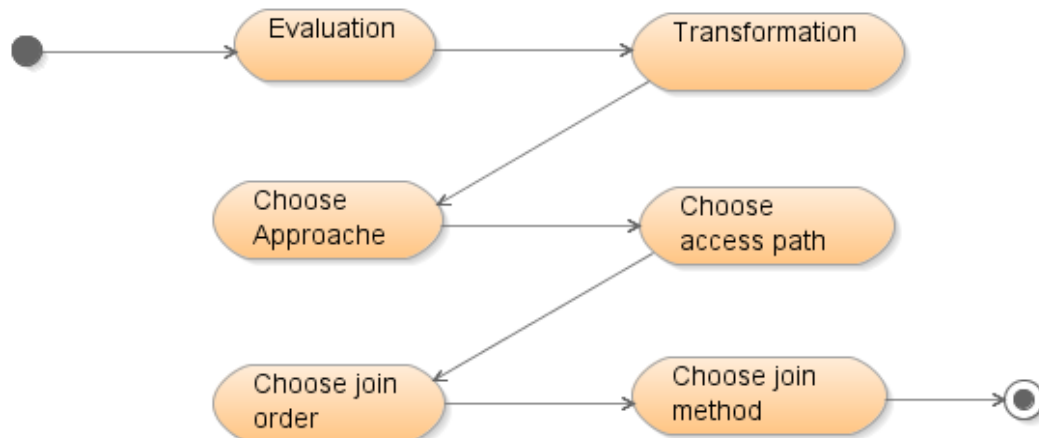 Evaluation
Transformation
Choose
Approache
Choose
access path
Choose join
order
Choose join
method